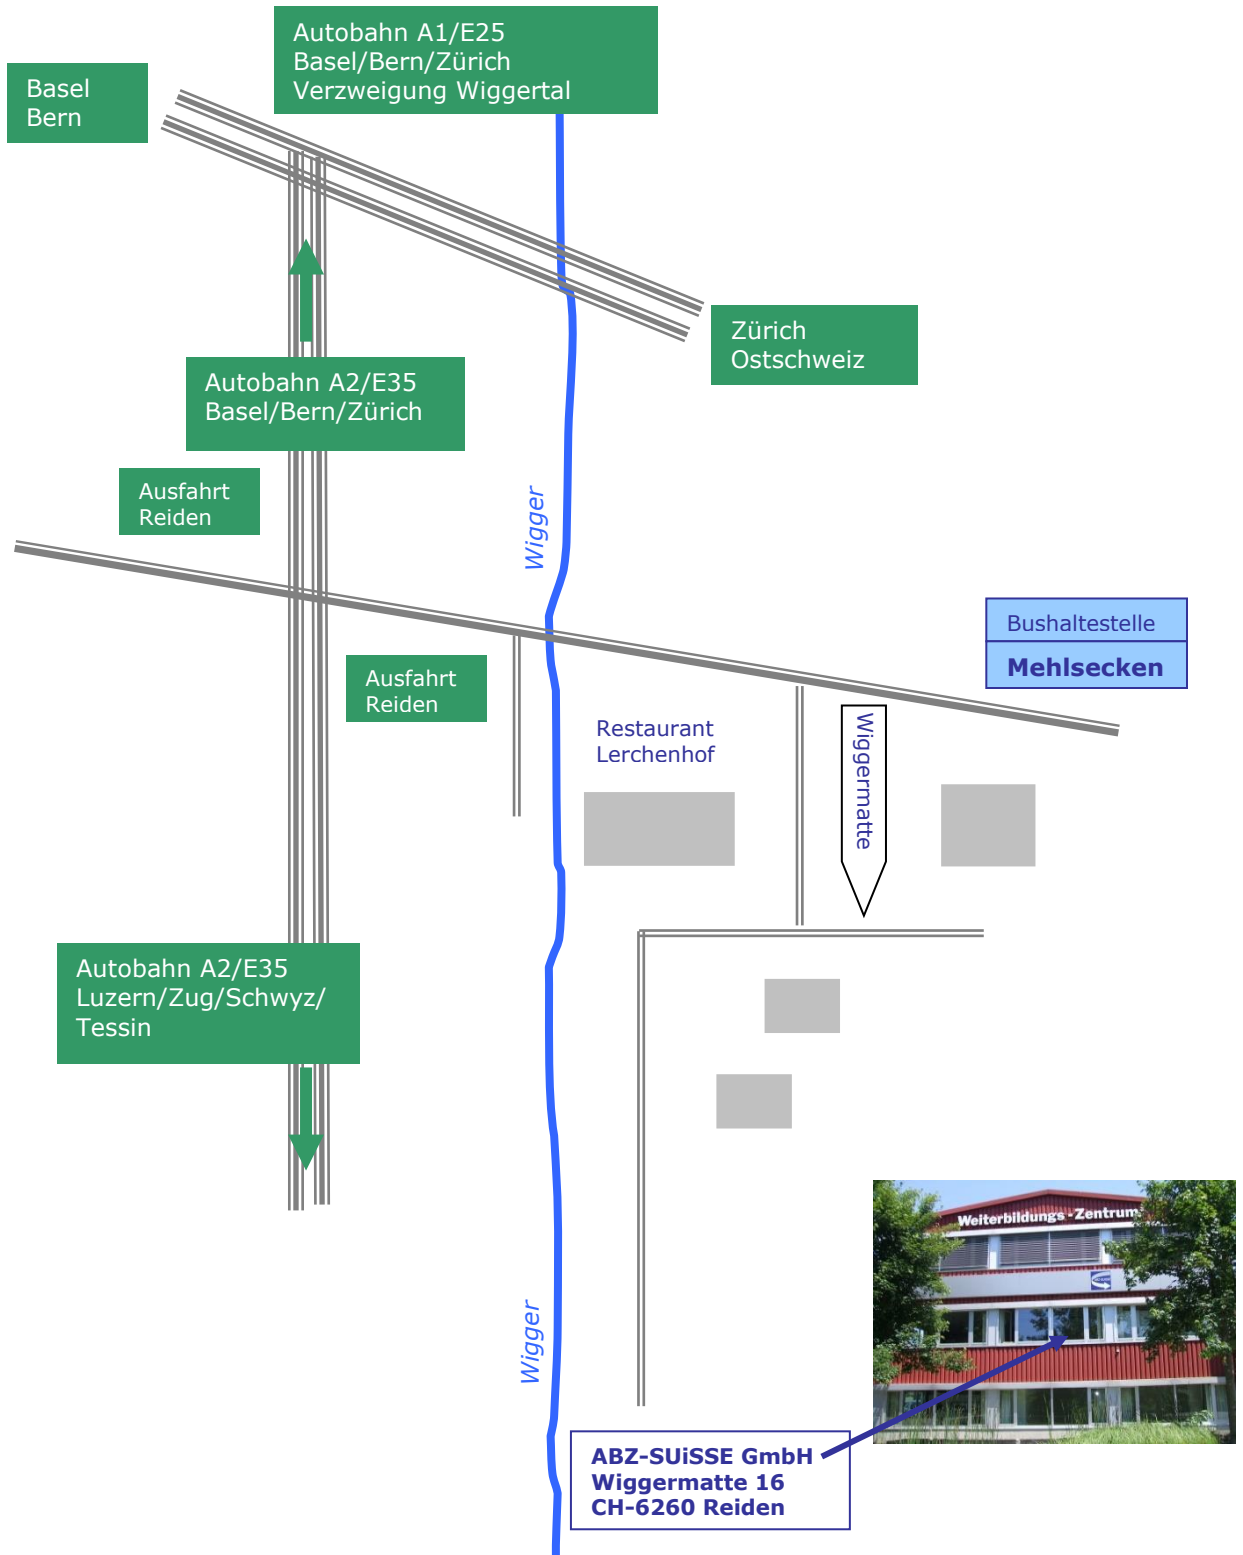 Autobahn A1/E25
Basel/Bern/Zürich
Verzweigung Wiggertal
Basel
Bern
Zürich
Ostschweiz
Autobahn A2/E35
Basel/Bern/Zürich
Ausfahrt
Reiden
Wigger
Bushaltestelle
Mehlsecken
Ausfahrt
Reiden
Restaurant
Lerchenhof
Wiggermatte
Autobahn A2/E35
Luzern/Zug/Schwyz/
Tessin
Weiterbildungs-Zentrum
Wigger
ABZ-SUiSSE GmbH
Wiggermatte 16
CH-6260 Reiden